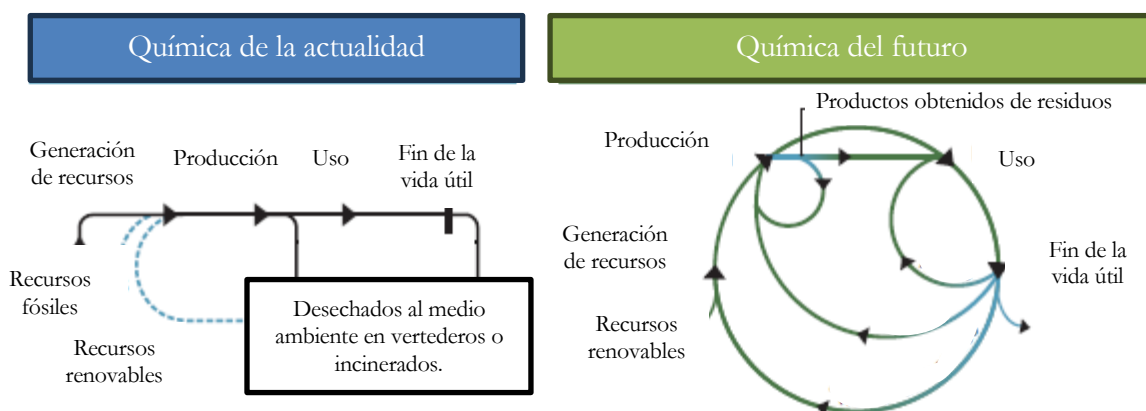 Química de la actualidad
Química del futuro
Generación
de recursos
Producción
Uso
Fin de la
vida útil
Recursos
fósiles
Recursos
renovables
Desechados al medio
ambiente en vertederos o
incinerados.
Productos obtenidos de residuos
Producción
Uso
Generación
de recursos
Fin de la
vida útil
Recursos
renovables